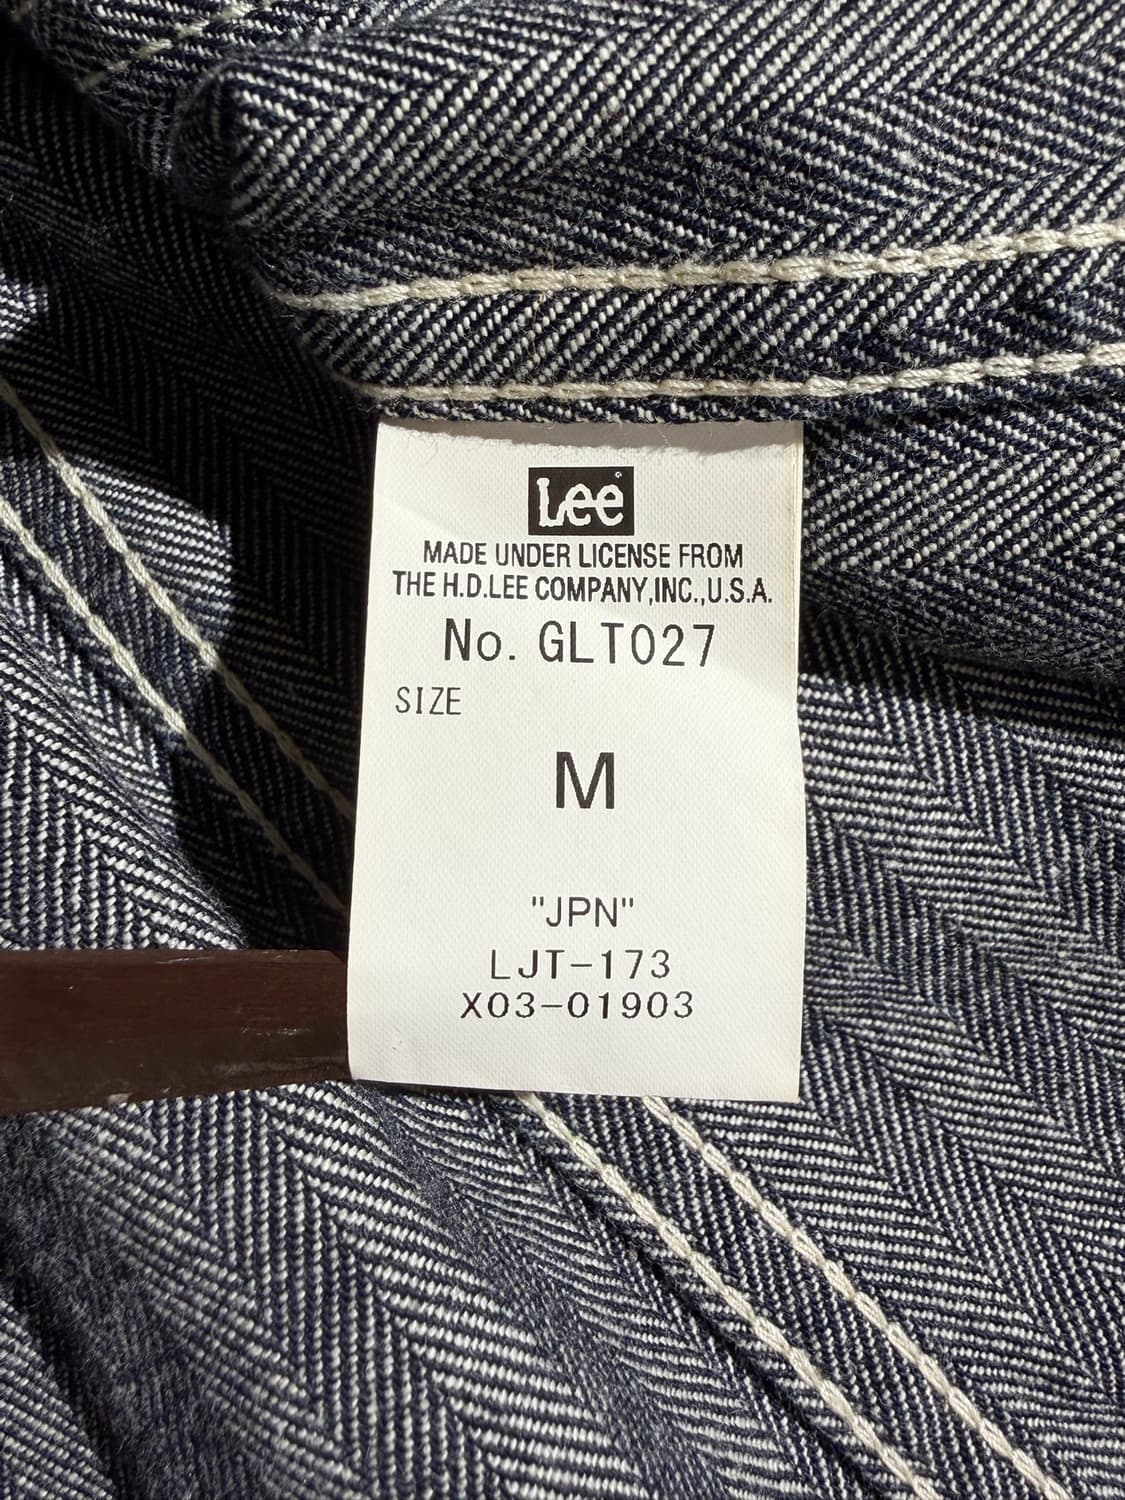 Lee®
MADE UNDER LICENSE FROM
THE H.D.LEE COMPANY,INC.,U.S.A.
No. GLT027
SIZE
M
"JPN"
LJT-173
X03-01903